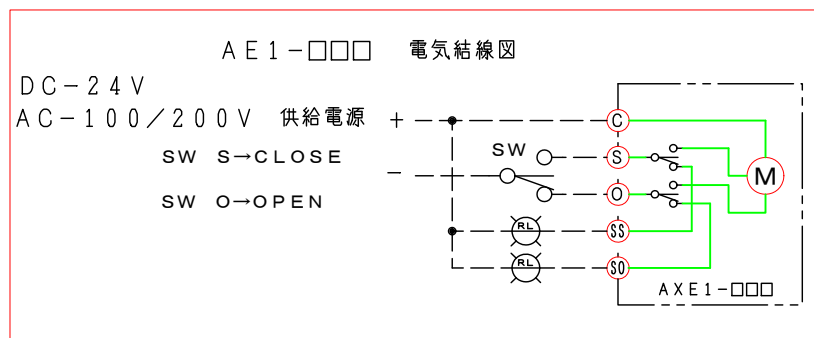 AE1-□□□ 電気結線図
DC-24V
AC-100/200V 供給電源 +
C
SW S→CLOSE
SW
S
-
M
SW O→OPEN
O
RL
SS
RL
SO
AXE1-□□□